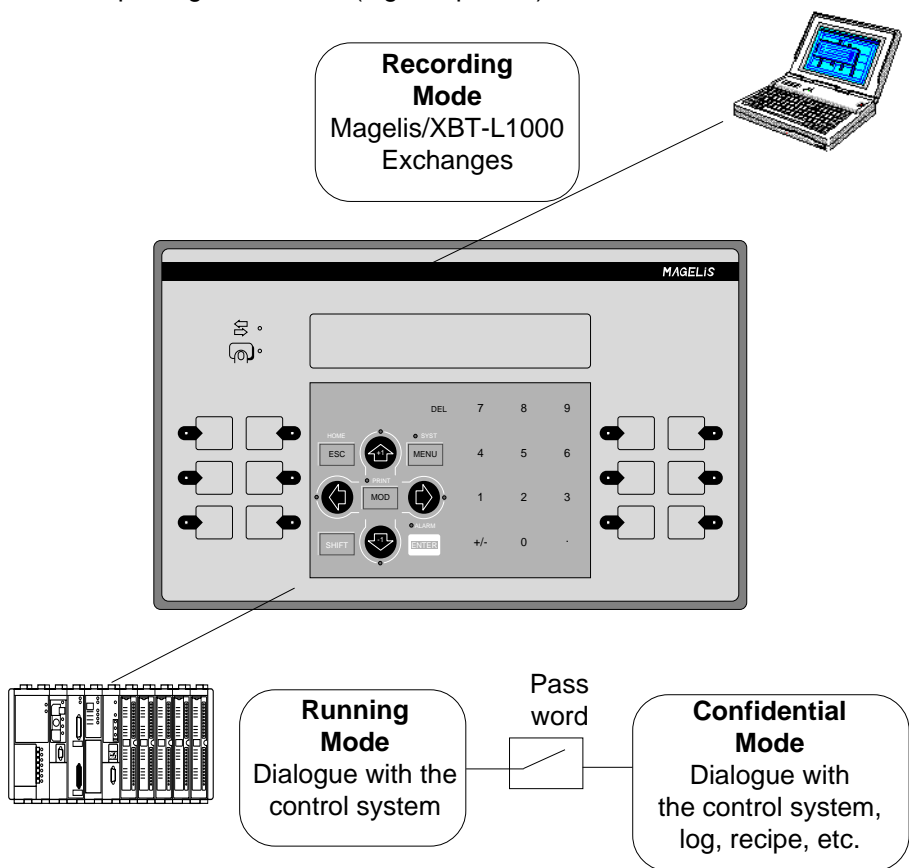 Recording
Mode
Magelis/XBT-L1000
Exchanges
MAGELIS
DEL 7 8 9
HOME
SYST
ESC +1 MENU 4 5 6
PRINT
MOD 1 2 3
ALARM
SHIFT -1 ENTER +/- 0 .
Pass
word
Running
Mode
Dialogue with the
control system
Confidential
Mode
Dialogue with
the control system,
log, recipe, etc.